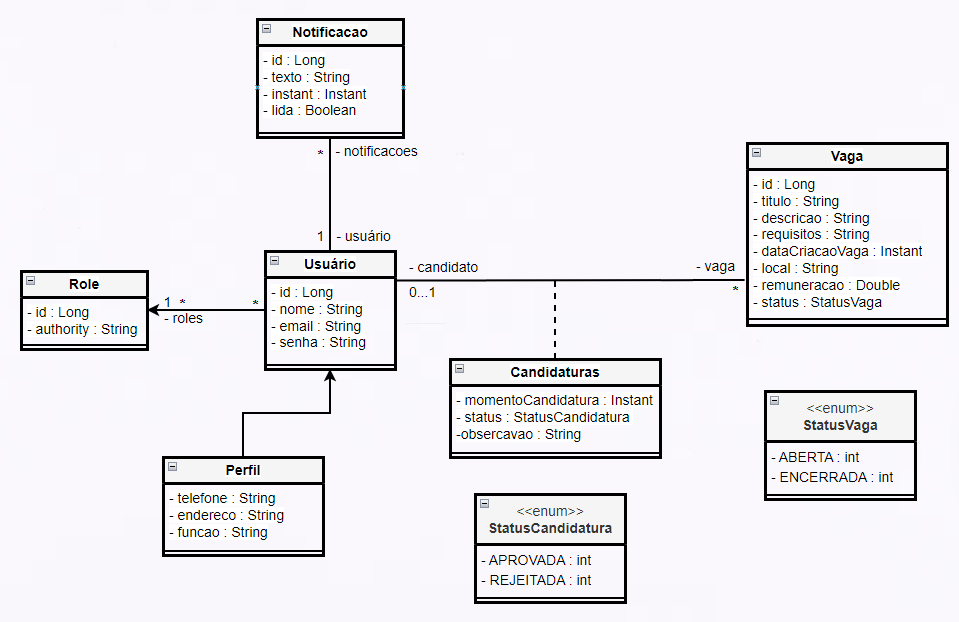 Notificacao
- id : Long
- texto : String
- instant : Instant
- lida : Boolean
* - notificacoes
1 - usuário
Vaga
- id : Long
- titulo : String
- descricao : String
- requisitos : String
- dataCriacaoVaga : Instant
- local : String
- remuneracao : Double
- status : StatusVaga
Usuário
- id : Long
- nome : String
- email : String
- senha : String
- candidato
0...1
- vaga
*
Role
- id : Long
- authority : String
1 *
- roles
*
Candidaturas
- momentoCandidatura : Instant
- status : StatusCandidatura
-obsercavao : String
<<enum>>
StatusVaga
- ABERTA : int
- ENCERRADA : int
Perfil
- telefone : String
- endereco : String
- funcao : String
<<enum>>
StatusCandidatura
- APROVADA : int
- REJEITADA : int